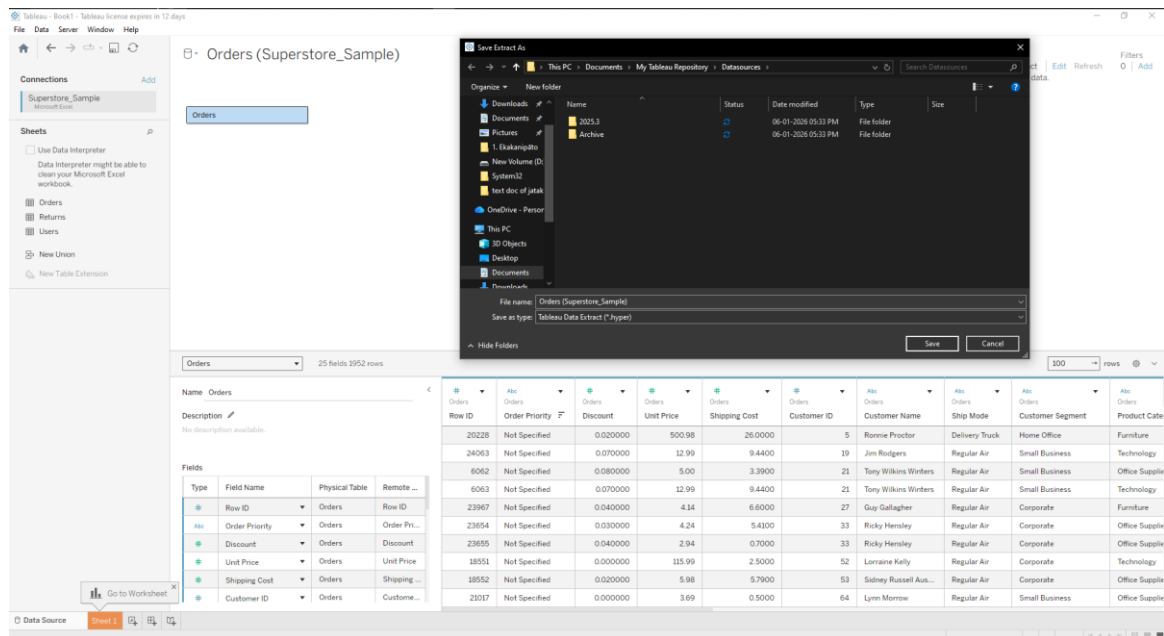 Tableau - Book1 - Tableau license expires in 12 days
File Data Server Window Help
Connections Add
Superstore_Sample
Microsoft Excel
Sheets
Use Data Interpreter
Data Interpreter might be able to
clean your Microsoft Excel
workbook.
Orders
Returns
Users
New Union
New Table Extension
Orders (Superstore_Sample)
Orders
Filters
Edit Refresh 0 Add
data.
Save Extract As
This PC › Documents › My Tableau Repository › Datasources ›
Search Datasources
Organize New folder
Downloads
Documents
Pictures
1. Ekakanipāto
New Volume (D:
System32
text doc of jatak
OneDrive - Person
This PC
3D Objects
Desktop
Documents
Downloads
Name Status Date modified Type Size
2025.3 06-01-2026 05:33 PM File folder
Archive 06-01-2026 05:33 PM File folder
File name: Orders (Superstore_Sample)
Save as type: Tableau Data Extract (*.hyper)
Hide Folders Save Cancel
Orders 25 fields 1952 rows 100 rows
Name Orders
Description
No description available.
Fields
Type Field Name Physical Table Remote ...
# Row ID Orders Row ID
Abc Order Priority Orders Order Pri...
# Discount Orders Discount
# Unit Price Orders Unit Price
# Shipping Cost Orders Shipping ...
# Customer ID Orders Custome...
# Abc # # # # Abc Abc Abc Abc
Orders Orders Orders Orders Orders Orders Orders Orders Orders Orders
Row ID Order Priority Discount Unit Price Shipping Cost Customer ID Customer Name Ship Mode Customer Segment Product Cate
20228 Not Specified 0.020000 500.98 26.0000 5 Ronnie Proctor Delivery Truck Home Office Furniture
24063 Not Specified 0.070000 12.99 9.4400 19 Jim Rodgers Regular Air Small Business Technology
6062 Not Specified 0.080000 5.00 3.3900 21 Tony Wilkins Winters Regular Air Small Business Office Supplie
6063 Not Specified 0.070000 12.99 9.4400 21 Tony Wilkins Winters Regular Air Small Business Technology
23967 Not Specified 0.040000 4.14 6.6000 27 Guy Gallagher Regular Air Corporate Furniture
23654 Not Specified 0.030000 4.24 5.4100 33 Ricky Hensley Regular Air Corporate Office Supplie
23655 Not Specified 0.040000 2.94 0.7000 33 Ricky Hensley Regular Air Corporate Office Supplie
18551 Not Specified 0.000000 115.99 2.5000 52 Lorraine Kelly Regular Air Corporate Technology
18552 Not Specified 0.020000 5.98 5.7900 53 Sidney Russell Aus... Regular Air Corporate Office Supplie
21017 Not Specified 0.000000 3.69 0.5000 64 Lynn Morrow Regular Air Small Business Office Supplie
Go to Worksheet
Data Source Sheet 1